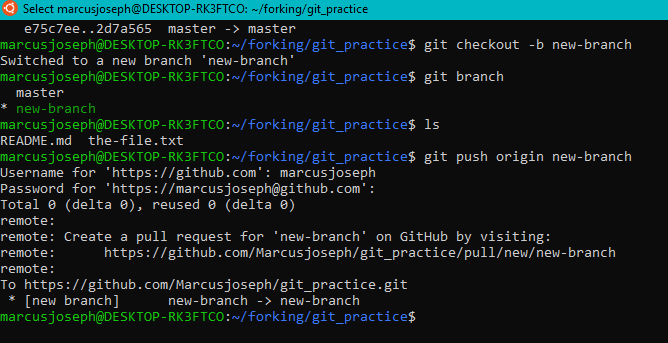 Select marcusjoseph@DESKTOP-RK3FTCO: ~/forking/git_practice
e75c7ee..2d7a565  master -> master
marcusjoseph@DESKTOP-RK3FTCO:~/forking/git_practice$ git checkout -b new-branch
Switched to a new branch 'new-branch'
marcusjoseph@DESKTOP-RK3FTCO:~/forking/git_practice$ git branch
  master
* new-branch
marcusjoseph@DESKTOP-RK3FTCO:~/forking/git_practice$ ls
README.md  the-file.txt
marcusjoseph@DESKTOP-RK3FTCO:~/forking/git_practice$ git push origin new-branch
Username for 'https://github.com': marcusjoseph
Password for 'https://marcusjoseph@github.com':
Total 0 (delta 0), reused 0 (delta 0)
remote:
remote: Create a pull request for 'new-branch' on GitHub by visiting:
remote:      https://github.com/Marcusjoseph/git_practice/pull/new/new-branch
remote:
To https://github.com/Marcusjoseph/git_practice.git
 * [new branch]      new-branch -> new-branch
marcusjoseph@DESKTOP-RK3FTCO:~/forking/git_practice$